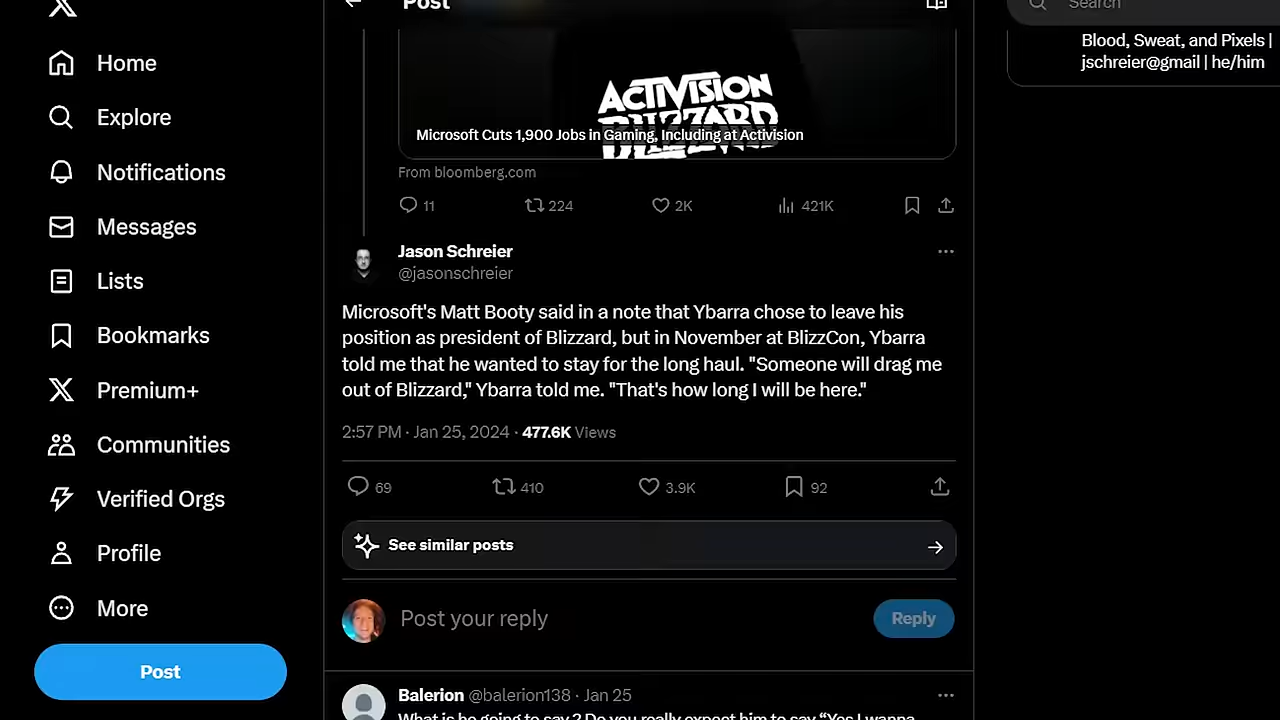 Post
Search
Blood, Sweat, and Pixels |
jschreier@gmail | he/him
Home
Explore
Notifications
Messages
Lists
Bookmarks
Premium+
Communities
Verified Orgs
Profile
More
Post
ACTIVISION
BLIZZARD
Microsoft Cuts 1,900 Jobs in Gaming, Including at Activision
From bloomberg.com
11 224 2K 421K
Jason Schreier
@jasonschreier
Microsoft's Matt Booty said in a note that Ybarra chose to leave his
position as president of Blizzard, but in November at BlizzCon, Ybarra
told me that he wanted to stay for the long haul. "Someone will drag me
out of Blizzard," Ybarra told me. "That's how long I will be here."
2:57 PM · Jan 25, 2024 · 477.6K Views
69 410 3.9K 92
See similar posts
Post your reply
Reply
Balerion @balerion138 · Jan 25
What is he going to say ? Do you really expect him to say "Yes I wanna